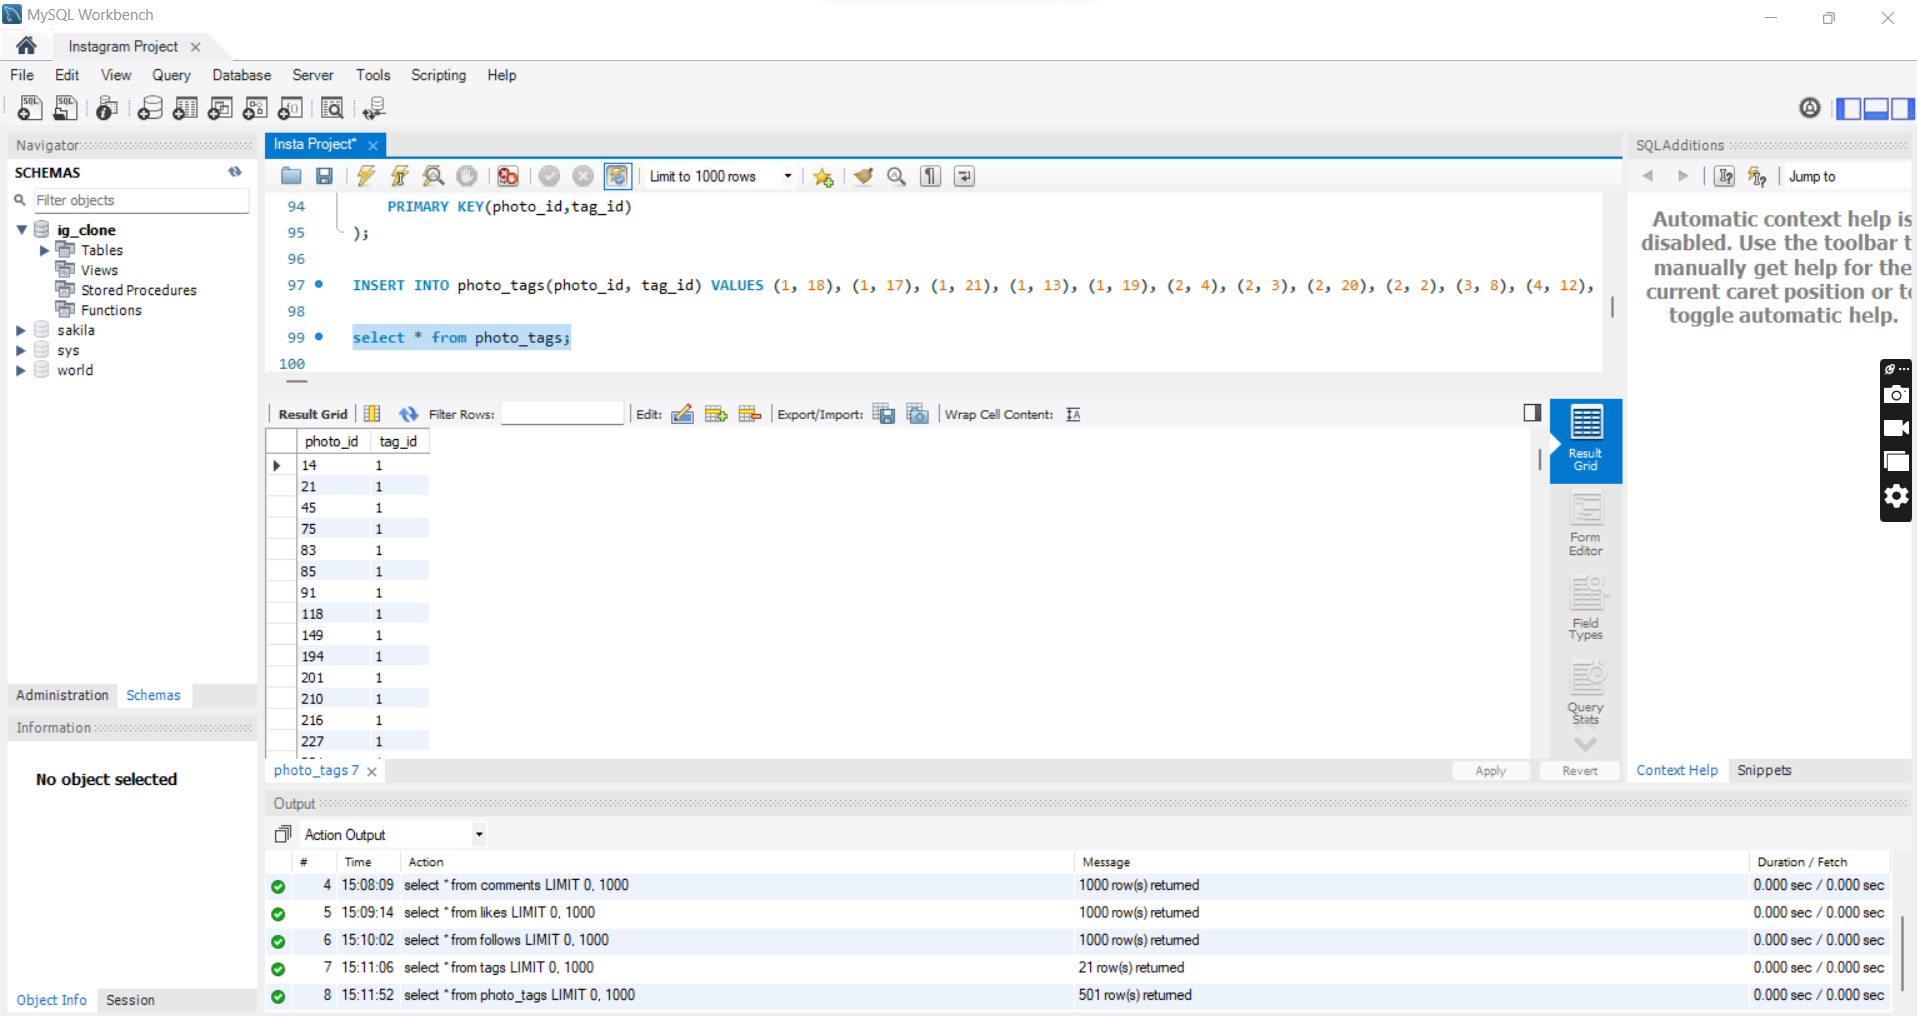 MySQL Workbench
Instagram Project
File Edit View Query Database Server Tools Scripting Help
Navigator
SCHEMAS
Filter objects
ig_clone
Tables
Views
Stored Procedures
Functions
sakila
sys
world
Administration Schemas
Information
No object selected
Object Info Session
Insta Project*
Limit to 1000 rows
94 PRIMARY KEY(photo_id,tag_id)
95 );
96
97 INSERT INTO photo_tags(photo_id, tag_id) VALUES (1, 18), (1, 17), (1, 21), (1, 13), (1, 19), (2, 4), (2, 3), (2, 20), (2, 2), (3, 8), (4, 12),
98
99 select * from photo_tags;
100
Result Grid Filter Rows: Edit: Export/Import: Wrap Cell Content:
photo_id tag_id
14 1
21 1
45 1
75 1
83 1
85 1
91 1
118 1
149 1
194 1
201 1
210 1
216 1
227 1
Result
Grid
Form
Editor
Field
Types
Query
Stats
photo_tags 7
Apply Revert
SQLAdditions
Jump to
Automatic context help is
disabled. Use the toolbar t
manually get help for the
current caret position or to
toggle automatic help.
Context Help Snippets
Output
Action Output
# Time Action Message Duration / Fetch
4 15:08:09 select * from comments LIMIT 0, 1000 1000 row(s) returned 0.000 sec / 0.000 sec
5 15:09:14 select * from likes LIMIT 0, 1000 1000 row(s) returned 0.000 sec / 0.000 sec
6 15:10:02 select * from follows LIMIT 0, 1000 1000 row(s) returned 0.000 sec / 0.000 sec
7 15:11:06 select * from tags LIMIT 0, 1000 21 row(s) returned 0.000 sec / 0.000 sec
8 15:11:52 select * from photo_tags LIMIT 0, 1000 501 row(s) returned 0.000 sec / 0.000 sec